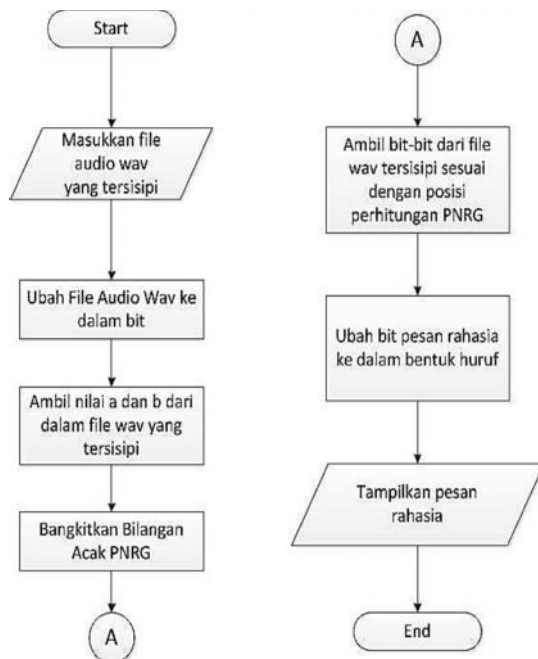 Start
Masukkan file
audio wav
yang tersisipi
Ubah File Audio Wav ke
dalam bit
Ambil nilai a dan b dari
dalam file wav yang
tersisipi
Bangkitkan Bilangan
Acak PNRG
A
A
Ambil bit-bit dari file
wav tersisipi sesuai
dengan posisi
perhitungan PNRG
Ubah bit pesan rahasia
ke dalam bentuk huruf
Tampilkan pesan
rahasia
End